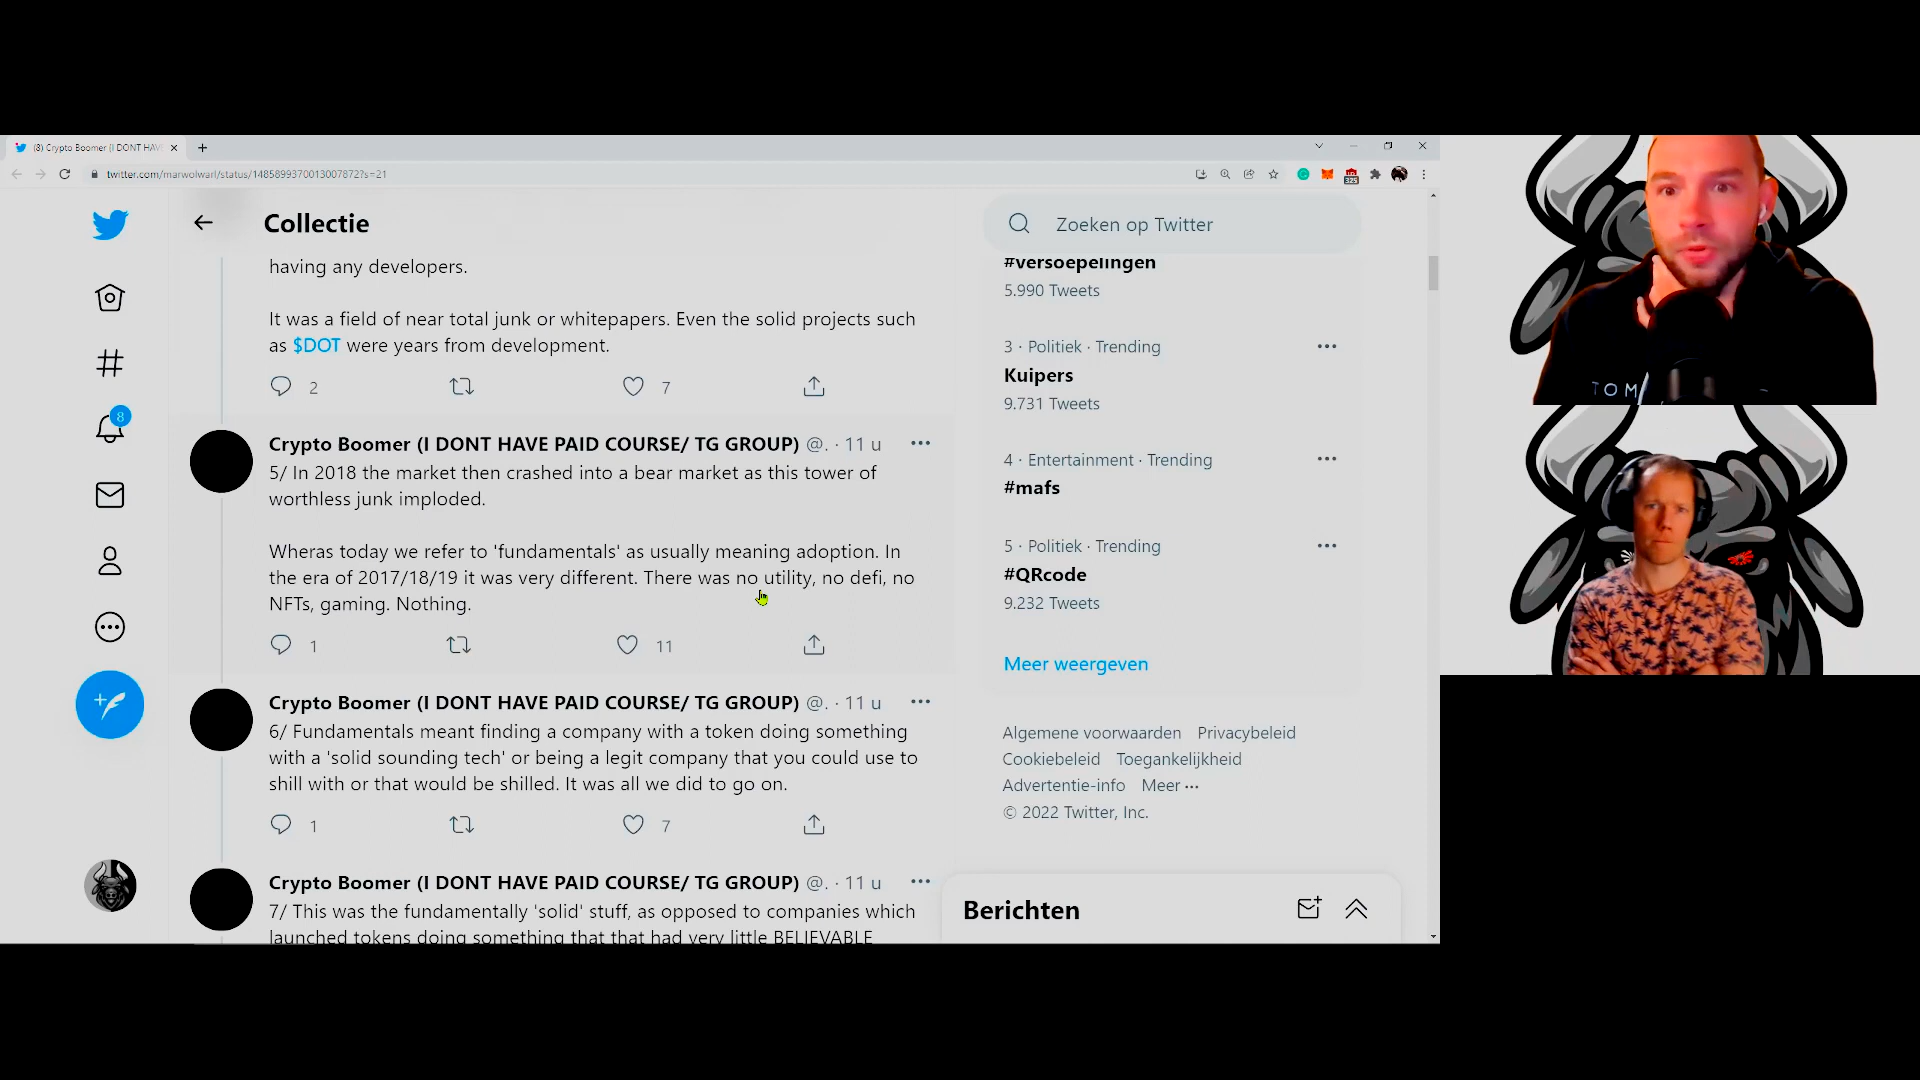 (8) Crypto Boomer (I DONT HAV
twitter.com/marwolwarl/status/1485899370013007872?s=21
Collectie
Zoeken op Twitter
having any developers.
It was a field of near total junk or whitepapers. Even the solid projects such
as $DOT were years from development.
2
7
Crypto Boomer (I DONT HAVE PAID COURSE/ TG GROUP) @. · 11 u
5/ In 2018 the market then crashed into a bear market as this tower of
worthless junk imploded.
Wheras today we refer to 'fundamentals' as usually meaning adoption. In
the era of 2017/18/19 it was very different. There was no utility, no defi, no
NFTs, gaming. Nothing.
1
11
Crypto Boomer (I DONT HAVE PAID COURSE/ TG GROUP) @. · 11 u
6/ Fundamentals meant finding a company with a token doing something
with a 'solid sounding tech' or being a legit company that you could use to
shill with or that would be shilled. It was all we did to go on.
1
7
Crypto Boomer (I DONT HAVE PAID COURSE/ TG GROUP) @. · 11 u
7/ This was the fundamentally 'solid' stuff, as opposed to companies which
launched tokens doing something that that had very little BELIEVABLE
8
#versoepelingen
5.990 Tweets
3 · Politiek · Trending
Kuipers
9.731 Tweets
4 · Entertainment · Trending
#mafs
5 · Politiek · Trending
#QRcode
9.232 Tweets
Meer weergeven
Algemene voorwaarden Privacybeleid
Cookiebeleid Toegankelijkheid
Advertentie-info Meer
© 2022 Twitter, Inc.
Berichten
TOM